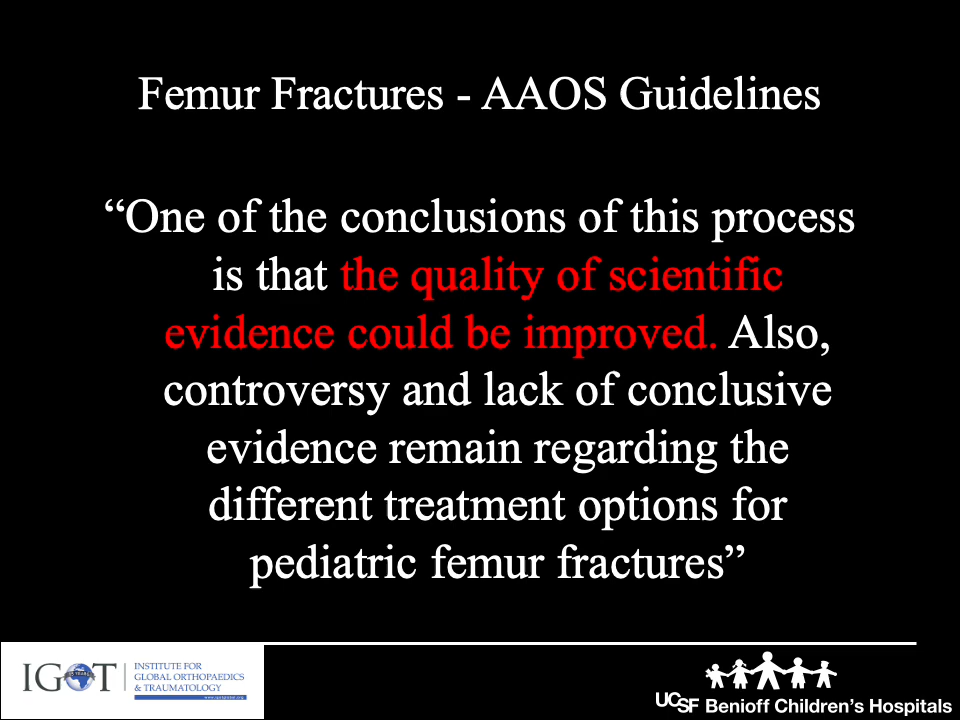 Femur Fractures - AAOS Guidelines
“One of the conclusions of this process
is that the quality of scientific
evidence could be improved. Also,
controversy and lack of conclusive
evidence remain regarding the
different treatment options for
pediatric femur fractures”
IGOT
INSTITUTE FOR
GLOBAL ORTHOPAEDICS
& TRAUMATOLOGY
UCSF Benioff Children's Hospitals